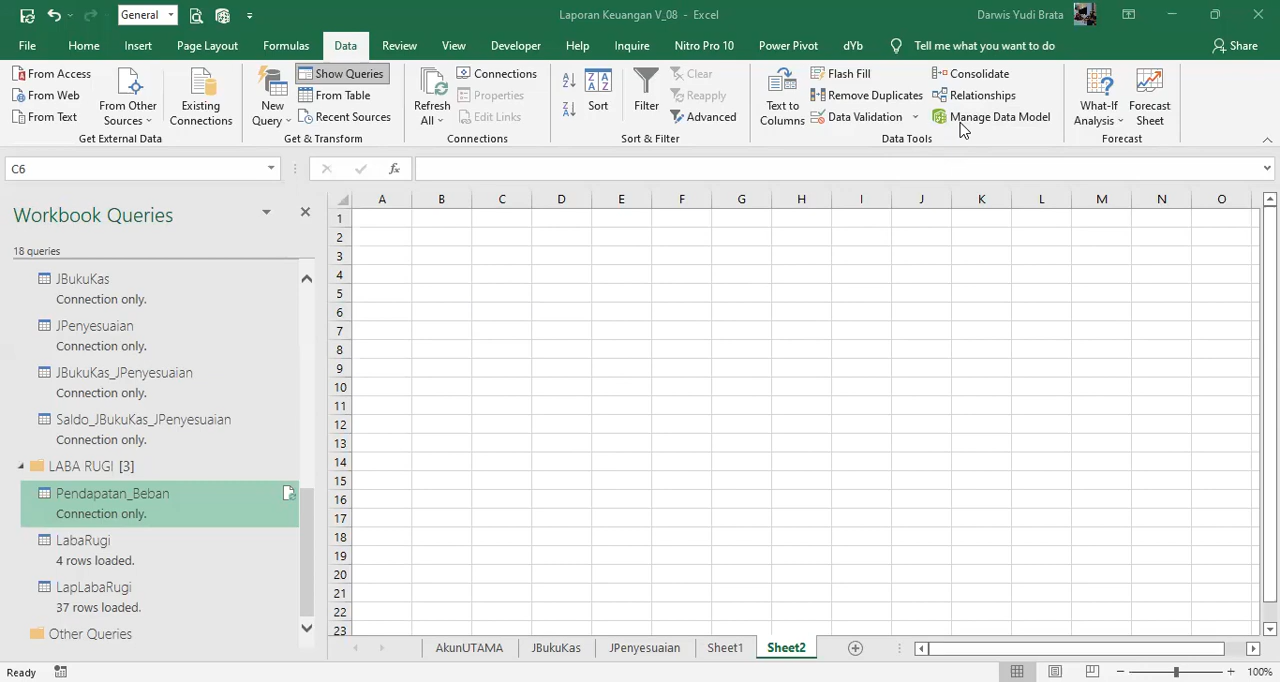 General
Laporan Keuangan V_08 - Excel
Darwis Yudi Brata
File Home Insert Page Layout Formulas Data Review View Developer Help Inquire Nitro Pro 10 Power Pivot dYb Tell me what you want to do Share
From Access
From Web
From Text
From Other Sources
Existing Connections
Get External Data
New Query
Show Queries
From Table
Recent Sources
Get & Transform
Refresh All
Connections
Properties
Edit Links
Connections
Sort
Filter
Clear
Reapply
Advanced
Sort & Filter
Text to Columns
Flash Fill
Remove Duplicates
Data Validation
Consolidate
Relationships
Manage Data Model
Data Tools
What-If Analysis
Forecast Sheet
Forecast
C6
fx
Workbook Queries
18 queries
JBukuKas
Connection only.
JPenyesuaian
Connection only.
JBukuKas_JPenyesuaian
Connection only.
Saldo_JBukuKas_JPenyesuaian
Connection only.
LABA RUGI [3]
Pendapatan_Beban
Connection only.
LabaRugi
4 rows loaded.
LapLabaRugi
37 rows loaded.
Other Queries
A B C D E F G H I J K L M N O
1
2
3
4
5
6
7
8
9
10
11
12
13
14
15
16
17
18
19
20
21
22
23
AkunUTAMA JBukuKas JPenyesuaian Sheet1 Sheet2
Ready
100%